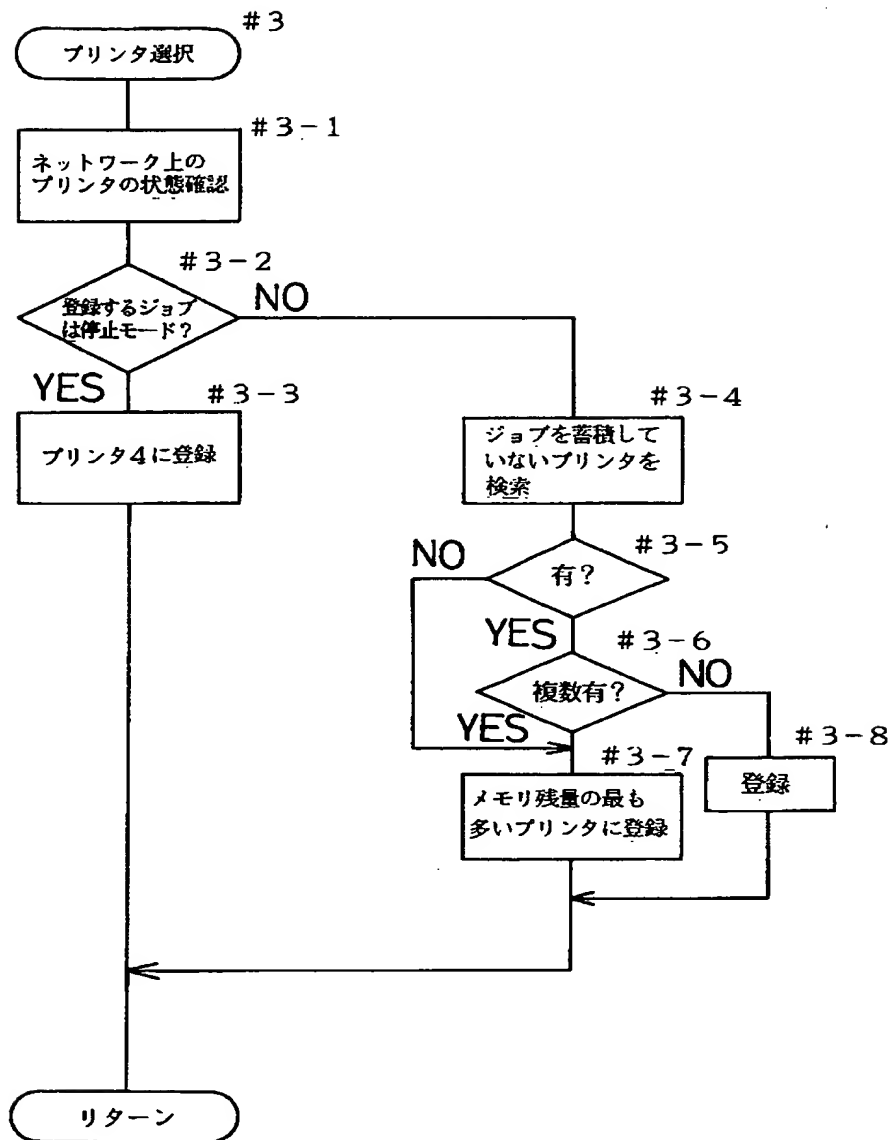 #3
プリンタ選択
#3-1
ネットワーク上の
プリンタの状態確認
#3-2
登録するジョブ
は停止モード?
NO
YES
#3-3
プリンタ4に登録
#3-4
ジョブを蓄積して
いないプリンタを
検索
#3-5
有?
NO
YES
#3-6
複数有?
NO
YES
#3-7
メモリ残量の最も
多いプリンタに登録
#3-8
登録
リターン